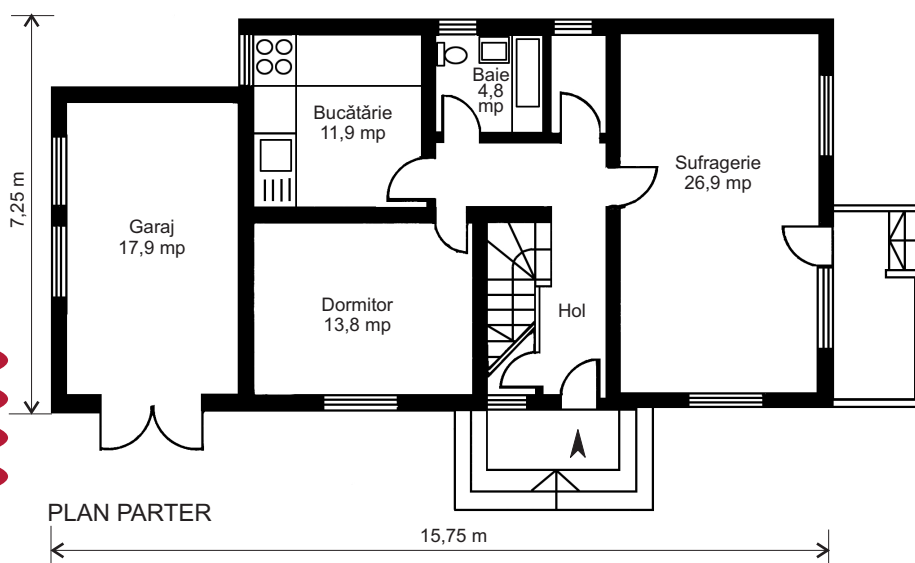 7,25 m
Bucătărie
11,9 mp
Baie
4,8
mp
Sufragerie
26,9 mp
Garaj
17,9 mp
Dormitor
13,8 mp
Hol
PLAN PARTER
15,75 m